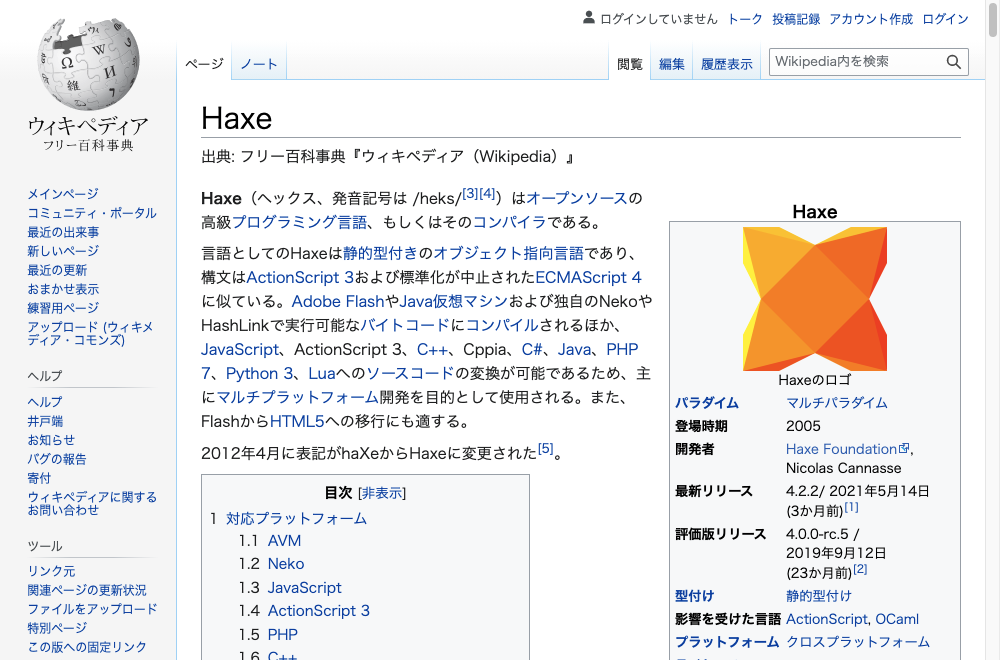 ログインしていません トーク 投稿記録 アカウント作成 ログイン
ページ ノート 閲覧 編集 履歴表示 Wikipedia内を検索
Ω W И 維
ウィキペディア
フリー百科事典
メインページ
コミュニティ・ポータル
最近の出来事
新しいページ
最近の更新
おまかせ表示
練習用ページ
アップロード (ウィキメ
ディア・コモンズ)
ヘルプ
ヘルプ
井戸端
お知らせ
バグの報告
寄付
ウィキペディアに関する
お問い合わせ
ツール
リンク元
関連ページの更新状況
ファイルをアップロード
特別ページ
この版への固定リンク
Haxe
出典: フリー百科事典『ウィキペディア（Wikipedia）』
Haxe（ヘックス、発音記号は /heks/[3][4]）はオープンソースの
高級プログラミング言語、もしくはそのコンパイラである。
言語としてのHaxeは静的型付きのオブジェクト指向言語であり、
構文はActionScript 3および標準化が中止されたECMAScript 4
に似ている。Adobe FlashやJava仮想マシンおよび独自のNekoや
HashLinkで実行可能なバイトコードにコンパイルされるほか、
JavaScript、ActionScript 3、C++、Cppia、C#、Java、PHP
7、Python 3、Luaへのソースコードの変換が可能であるため、主
にマルチプラットフォーム開発を目的として使用される。また、
FlashからHTML5への移行にも適する。
2012年4月に表記がhaXeからHaxeに変更された[5]。
目次 [非表示]
1 対応プラットフォーム
1.1 AVM
1.2 Neko
1.3 JavaScript
1.4 ActionScript 3
1.5 PHP
1.6 C++
Haxe
Haxeのロゴ
パラダイム マルチパラダイム
登場時期 2005
開発者 Haxe Foundation,
Nicolas Cannasse
最新リリース 4.2.2/ 2021年5月14日
(3か月前)[1]
評価版リリース 4.0.0-rc.5 /
2019年9月12日
(23か月前)[2]
型付け 静的型付け
影響を受けた言語 ActionScript, OCaml
プラットフォーム クロスプラットフォーム